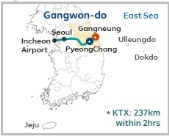 Gangwon-do
East Sea
Gangneung
Seoul
Incheon
Airport
PyeongChang
Ulleungdo
Dokdo
* KTX: 237km
within 2hrs
Jeju